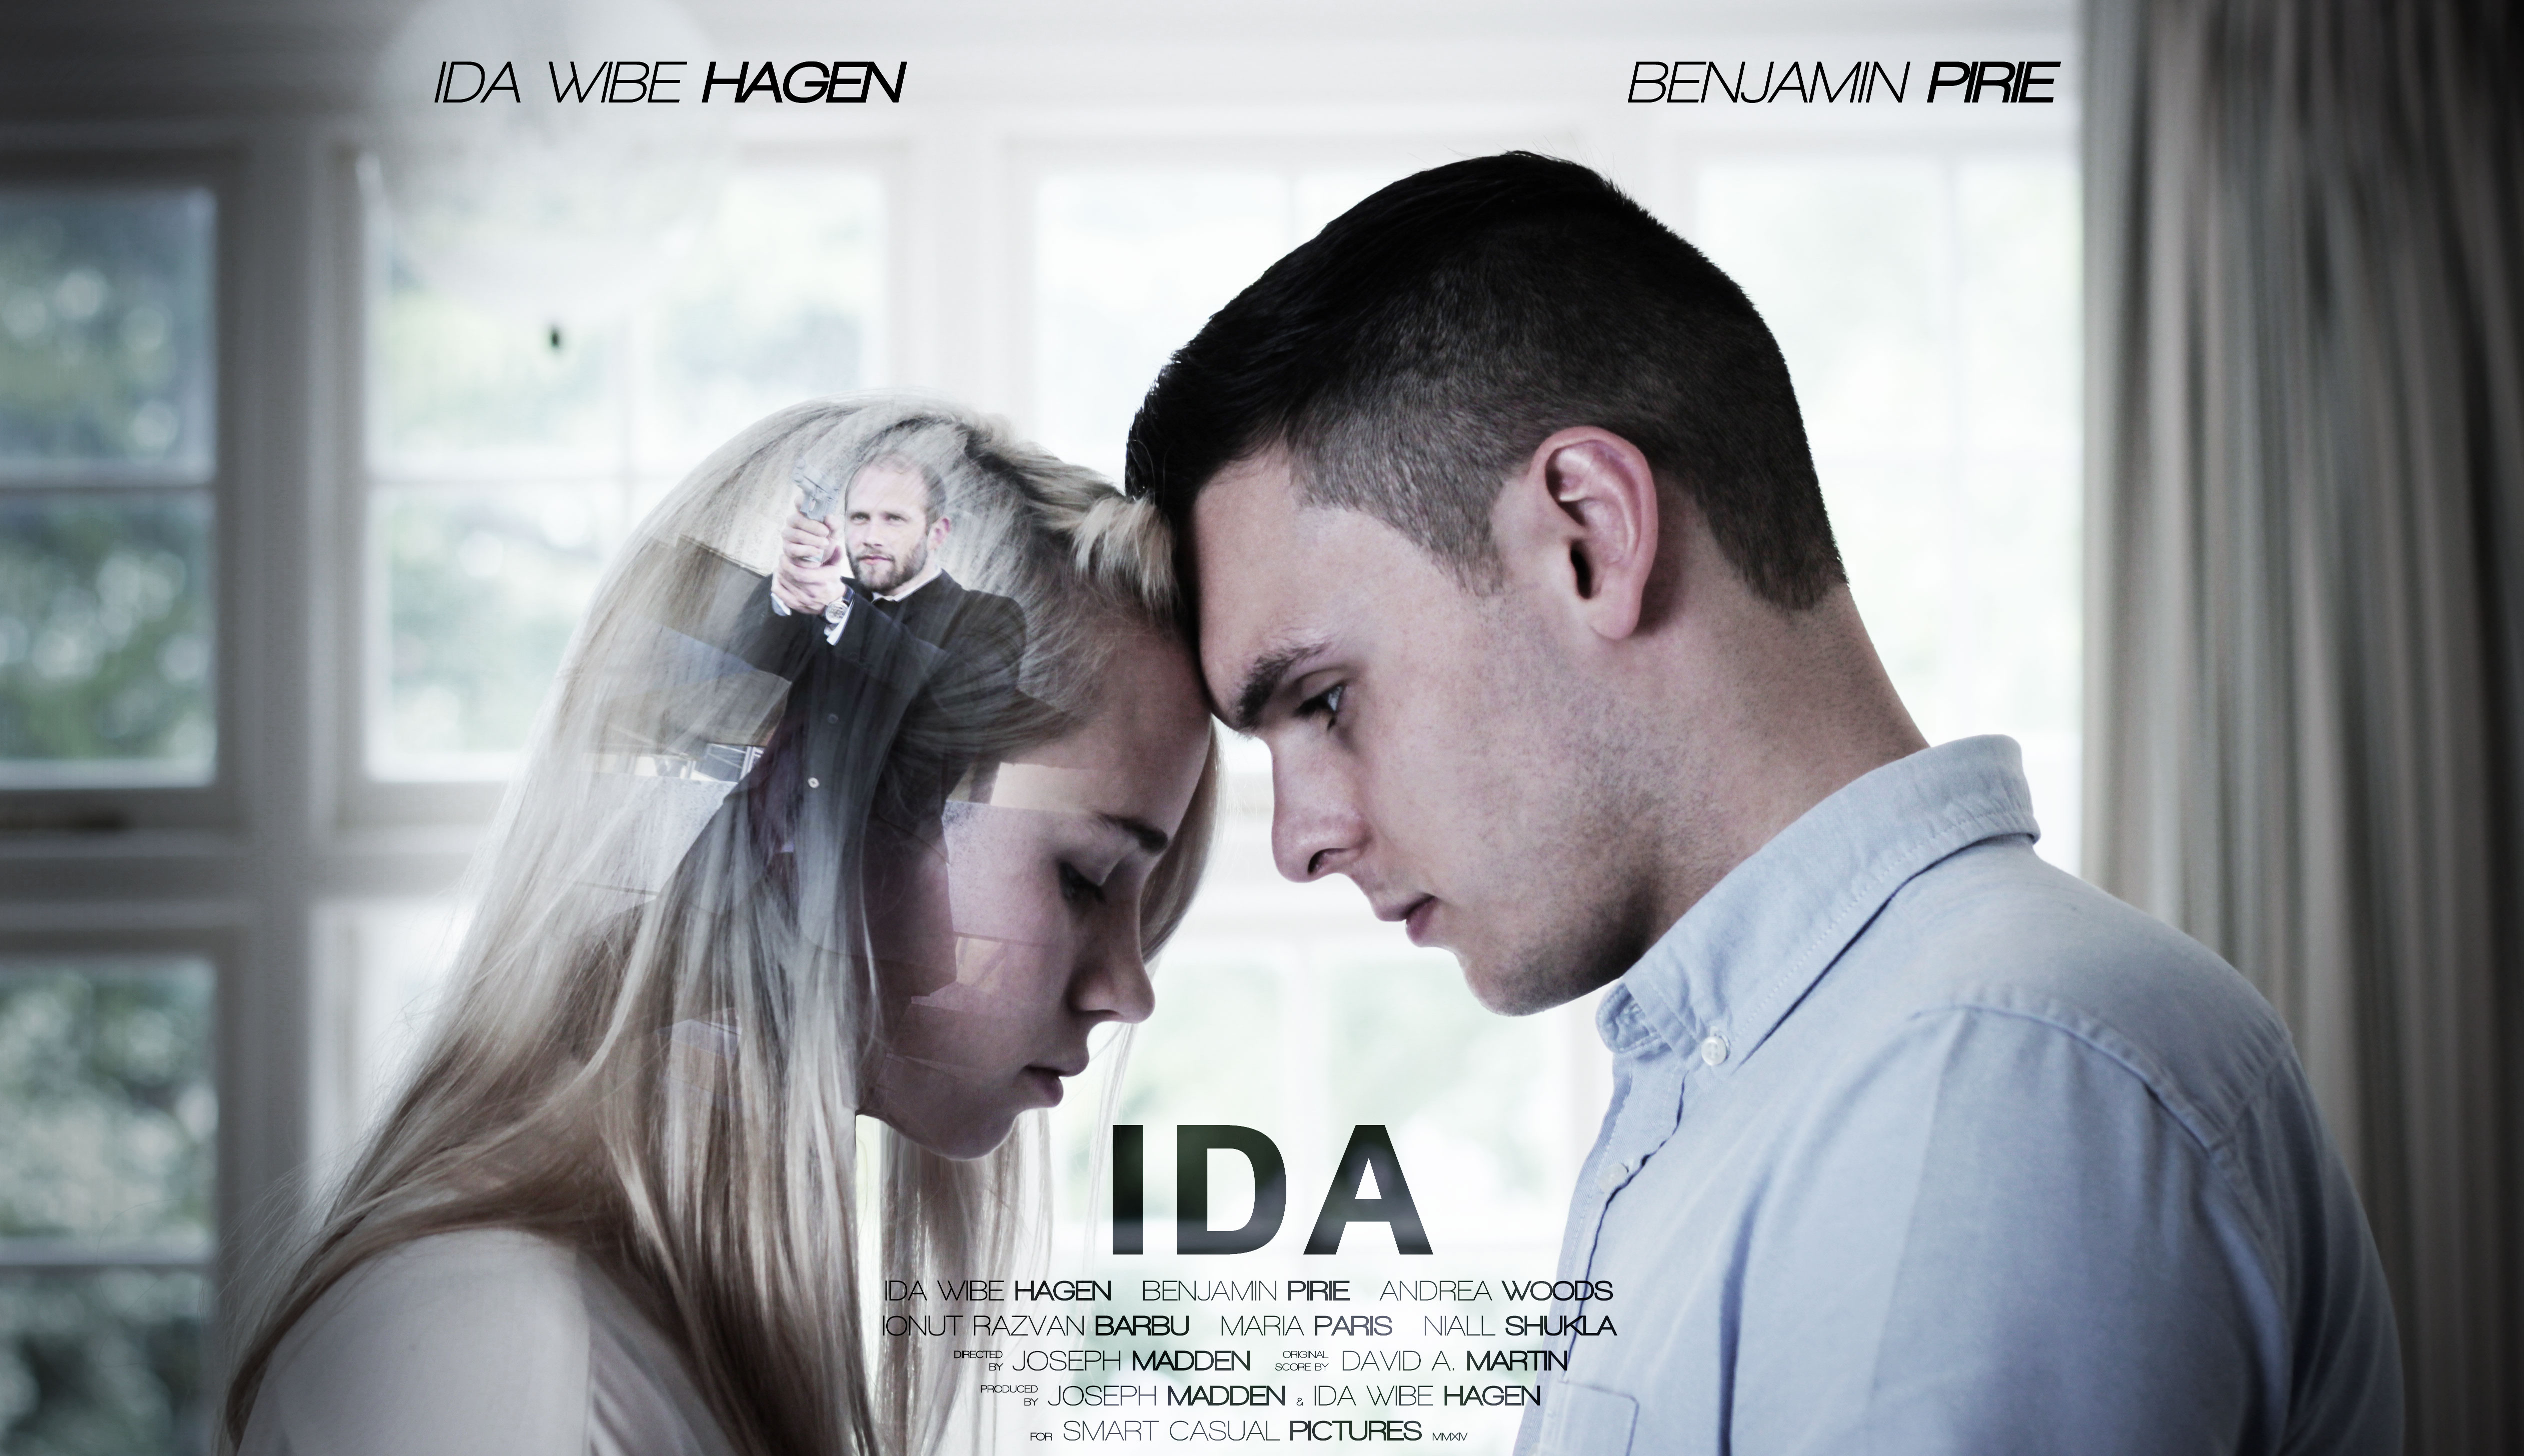 IDA WIBE HAGEN
BENJAMIN PIRIE
IDA
IDA WIBE HAGEN BENJAMIN PIRIE ANDREA WOODS
IONUT RAZVAN BARBU MARIA PARIS NIALL SHUKLA
DIRECTED BY JOSEPH MADDEN ORIGINAL SCORE BY DAVID A. MARTIN
PRODUCED BY JOSEPH MADDEN & IDA WIBE HAGEN
FOR SMART CASUAL PICTURES MMXIV